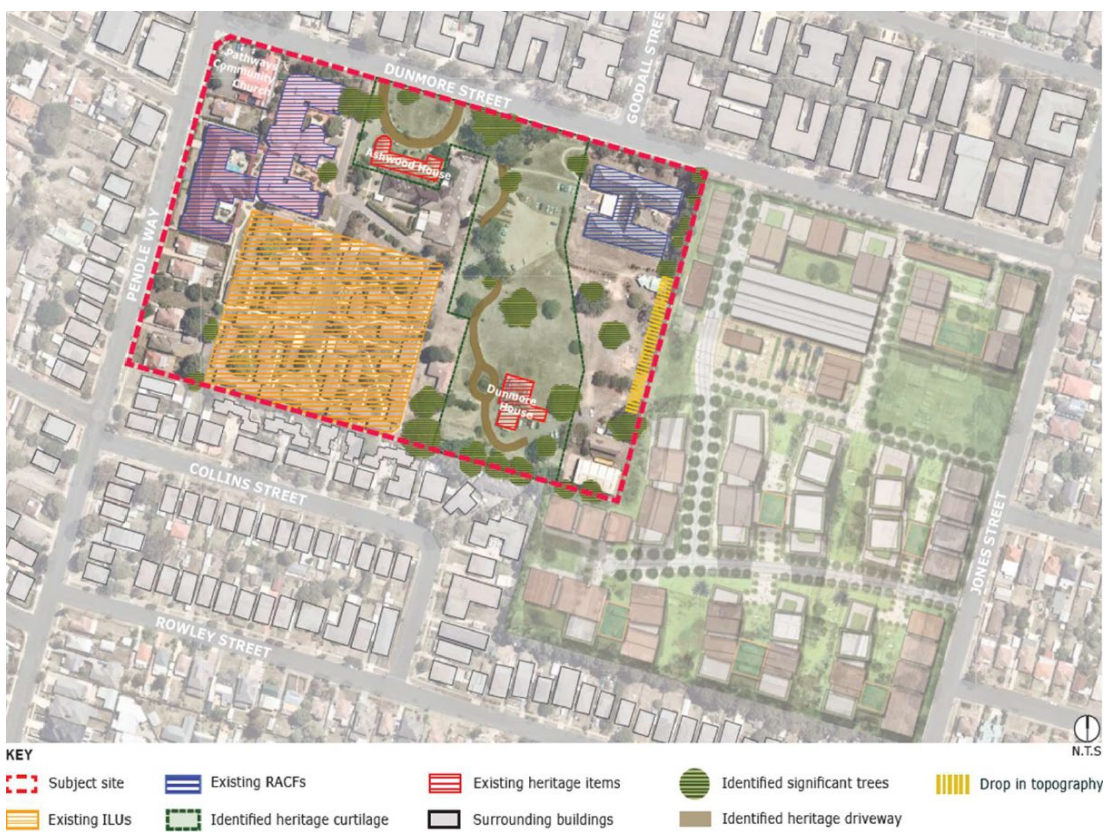 Pathways
Community
Church
DUNMORE STREET
GOODALL STREET
Ashwood House
PENDLE WAY
Dunmore
House
COLLINS STREET
JONES STREET
ROWLEY STREET
N.T.S
KEY
Subject site
Existing RACFs
Existing heritage items
Identified significant trees
Drop in topography
Existing ILUs
Identified heritage curtilage
Surrounding buildings
Identified heritage driveway